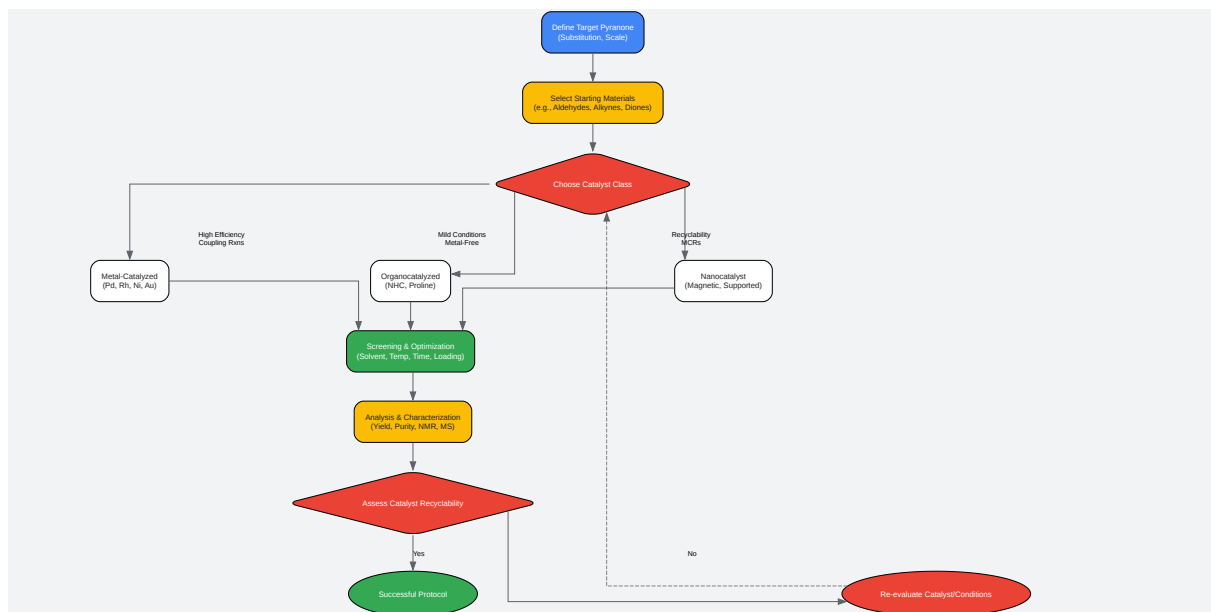 Define Target Pyranone
(Substitution, Scale)
Select Starting Materials
(e.g., Aldehydes, Alkynes, Diones)
Choose Catalyst Class
High Efficiency
Coupling Rxns
Mild Conditions
Metal-Free
Recyclability
MCRs
Metal-Catalyzed
(Pd, Rh, Ni, Au)
Organocatalyzed
(NHC, Proline)
Nanocatalyst
(Magnetic, Supported)
Screening & Optimization
(Solvent, Temp, Time, Loading)
Analysis & Characterization
(Yield, Purity, NMR, MS)
Assess Catalyst Recyclability
Yes
No
Successful Protocol
Re-evaluate Catalyst/Conditions